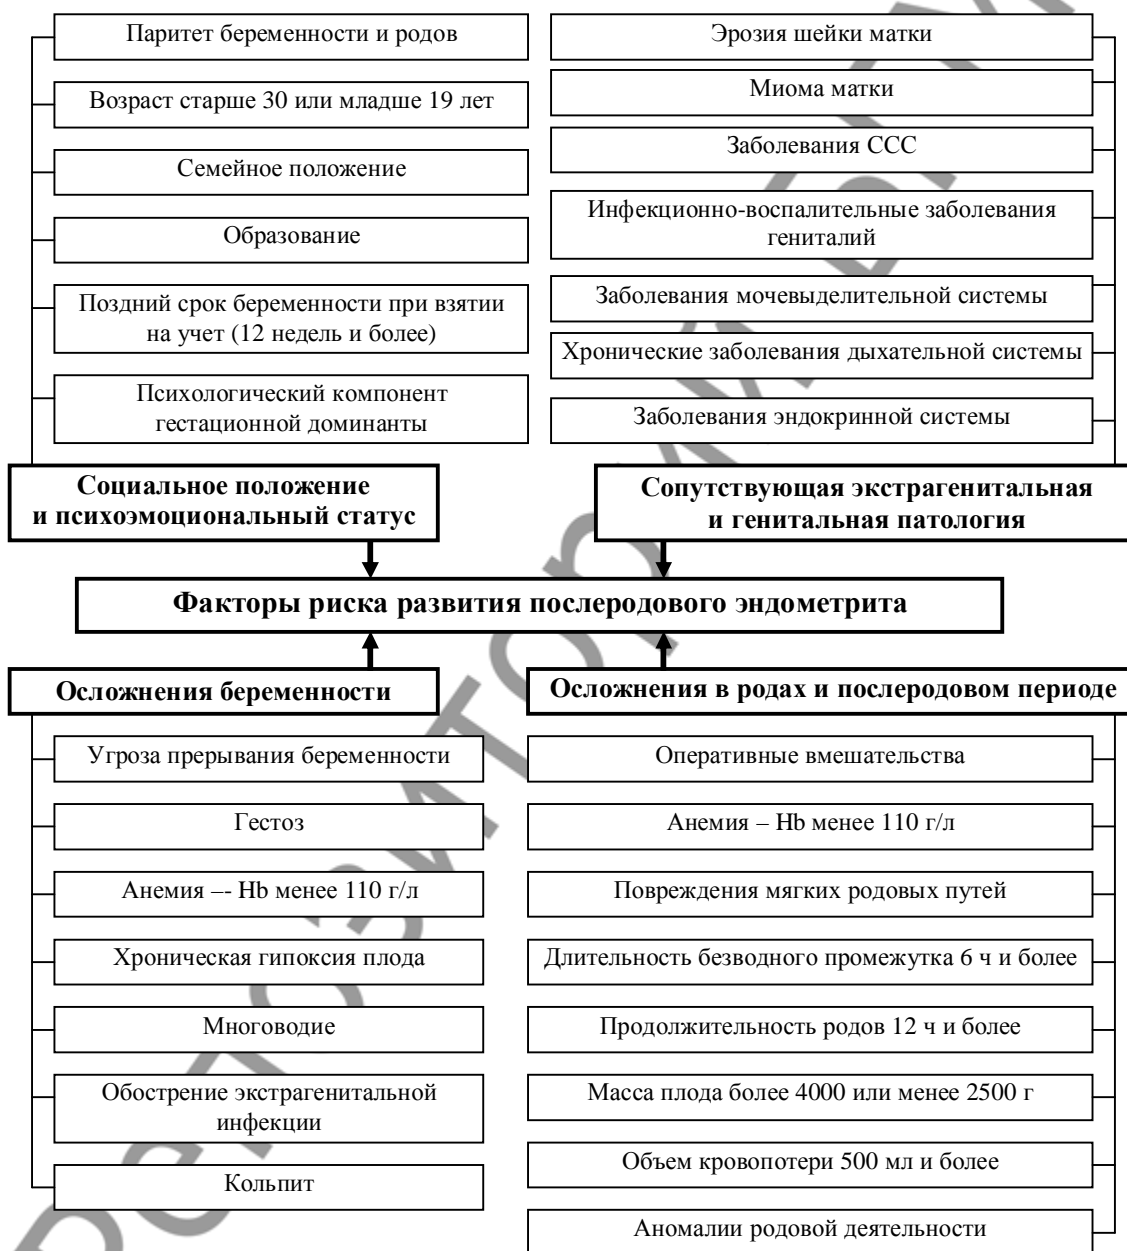 Паритет беременности и родов
Возраст старше 30 или младше 19 лет
Семейное положение
Образование
Поздний срок беременности при взятии
на учет (12 недель и более)
Психологический компонент
гестационной доминанты
Социальное положение
и психоэмоциональный статус
Эрозия шейки матки
Миома матки
Заболевания ССС
Инфекционно-воспалительные заболевания
гениталий
Заболевания мочевыделительной системы
Хронические заболевания дыхательной системы
Заболевания эндокринной системы
Сопутствующая экстрагенитальная
и генитальная патология
Факторы риска развития послеродового эндометрита
Осложнения беременности
Угроза прерывания беременности
Гестоз
Анемия –- Hb менее 110 г/л
Хроническая гипоксия плода
Многоводие
Обострение экстрагенитальной
инфекции
Кольпит
Осложнения в родах и послеродовом периоде
Оперативные вмешательства
Анемия – Hb менее 110 г/л
Повреждения мягких родовых путей
Длительность безводного промежутка 6 ч и более
Продолжительность родов 12 ч и более
Масса плода более 4000 или менее 2500 г
Объем кровопотери 500 мл и более
Аномалии родовой деятельности